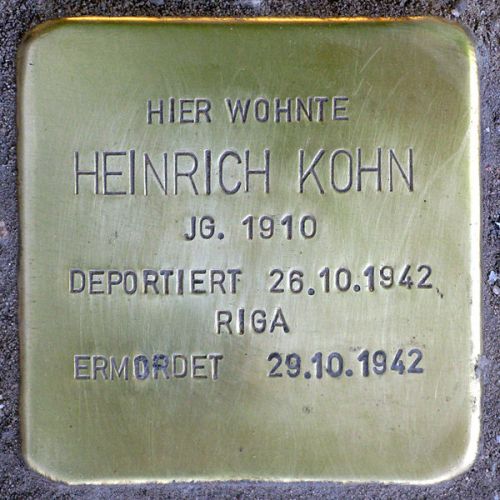 HIER WOHNTE
HEINRICH KOHN
JG. 1910
DEPORTIERT 26.10.1942
RIGA
ERMORDET 29.10.1942